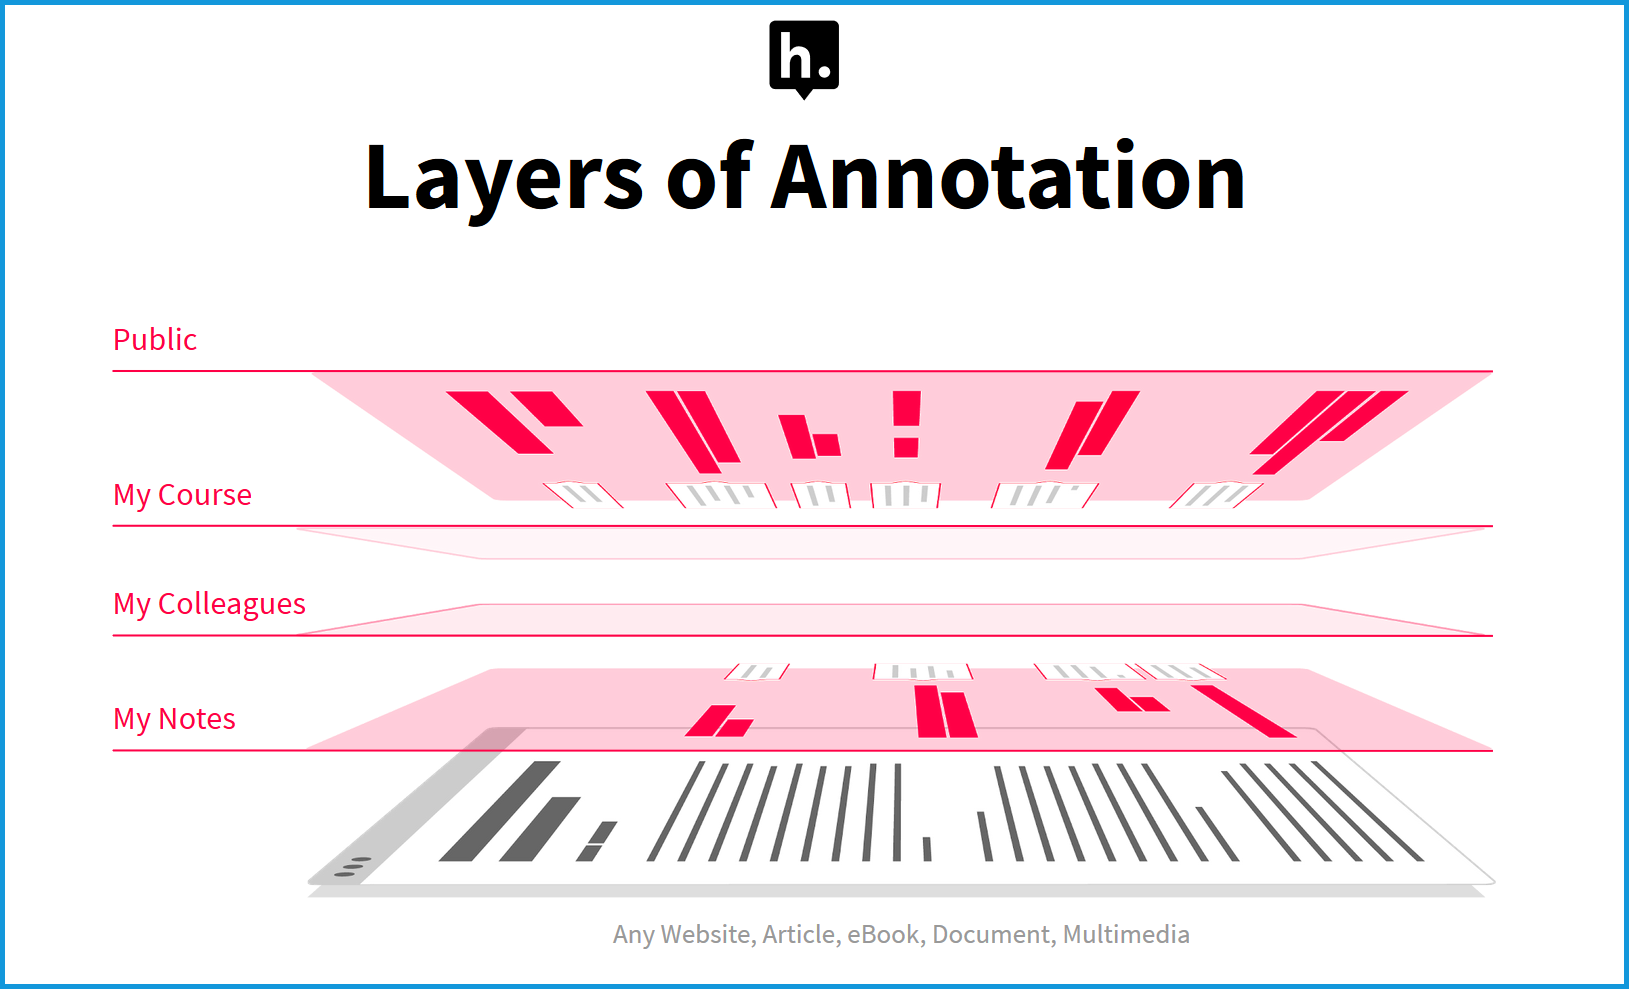 h.
Layers of Annotation
Public
My Course
My Colleagues
My Notes
Any Website, Article, eBook, Document, Multimedia